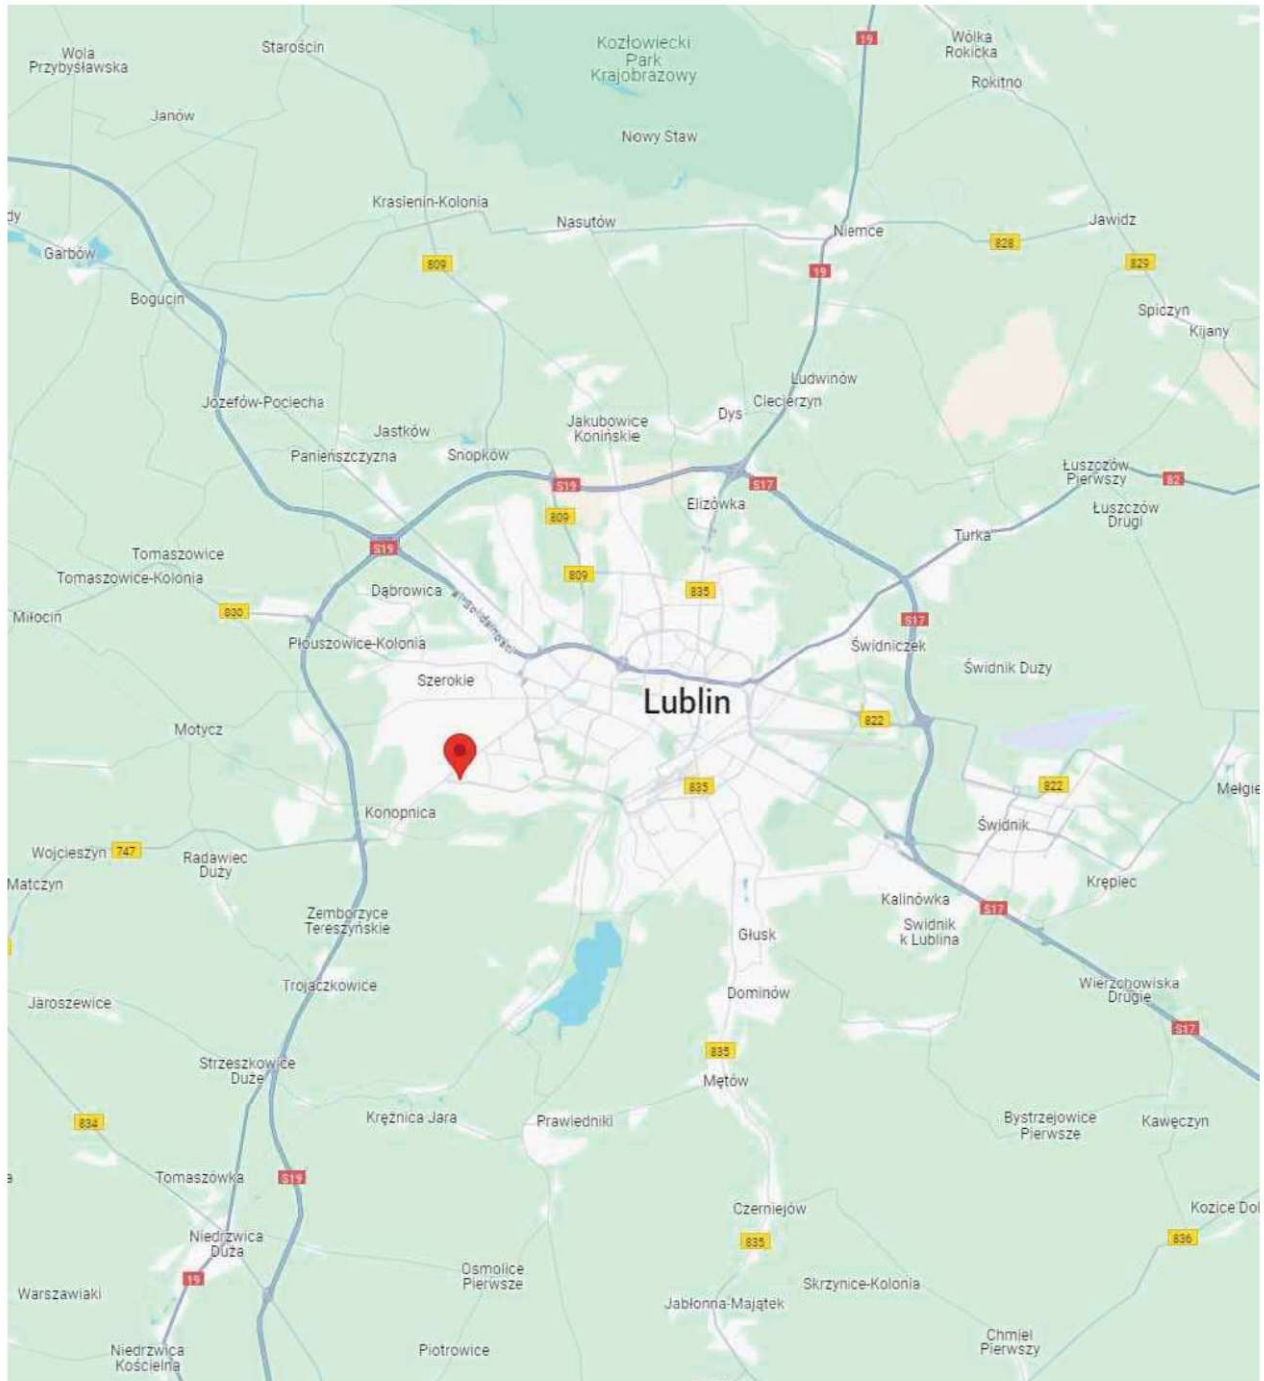 Kozłowiecki
Park
Krajobrazowy
19
Wólka
Rokicka
Starościn
Wola
Przybysławska
Rokitno
Janów
Nowy Staw
Krasienin-Kolonia
dy
Nasutów
Jawidz
Niemce
828
Garbów
809
19
829
Bogucin
Spiczyn
Kijany
Ludwinów
Józefów-Pociecha
Ciecierzyn
Dys
Jakubowice
Konińskie
Jastków
Panieńszczyzna
Snopków
Łuszczów
Pierwszy
82
S19
S17
Elizówka
Łuszczów
Drugi
809
Turka
S19
Tomaszowice
Tomaszowice-Kolonia
809
Dąbrowica
835
830
Miłocin
Al. Solidarności
S17
Płouszowice-Kolonia
Świdniczek
Świdnik Duży
Szerokie
Lublin
822
Motycz
835
822
Mełgie
Konopnica
Świdnik
Wojcieszyn
747
Radawiec
Duży
Matczyn
Krępiec
Kalinówka
S17
Zemborzyce
Tereszyńskie
Świdnik
k Lublina
Głusk
Trojaczkowice
Dominów
Wierzchowiska
Drugie
Jaroszewice
S17
835
Strzeszkowice
Duże
Mętów
Krężnica Jara
Prawiedniki
Bystrzejowice
Pierwsze
Kawęczyn
834
a
Tomaszówka
S19
Czerniejów
Kozice Dol
Niedrzwica
Duża
835
836
19
Osmolice
Pierwsze
Skrzynice-Kolonia
Warszawiaki
Jabłonna-Majątek
Chmiel
Pierwszy
Niedrzwica
Kościelna
Piotrowice